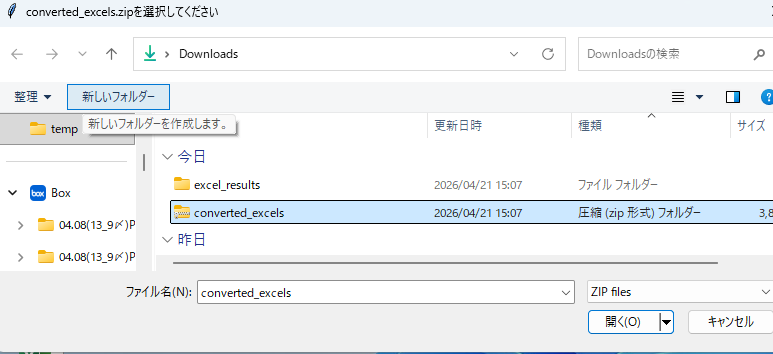 converted_excels.zipを選択してください
Downloads
Downloadsの検索
整理
新しいフォルダー
新しいフォルダーを作成します。
temp
更新日時
種類
サイズ
今日
excel_results
2026/04/21 15:07
ファイル フォルダー
Box
box
converted_excels
2026/04/21 15:07
圧縮 (zip 形式) フォルダー
3,8
04.08(13_9〆)P
昨日
04.08(13_9〆)P
ファイル名(N):
converted_excels
ZIP files
開く(O)
キャンセル